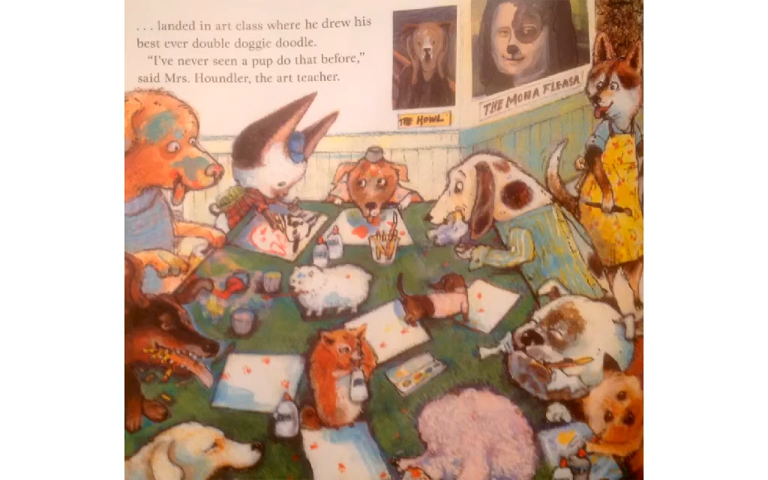 . . . landed in art class where he drew his
best ever double doggie doodle.
“I’ve never seen a pup do that before,”
said Mrs. Houndler, the art teacher.
THE HOWL
THE MONA FLEASA